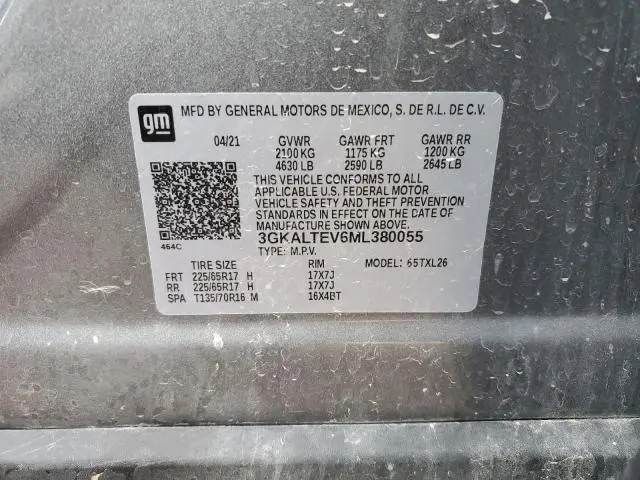 gm
MFD BY GENERAL MOTORS DE MEXICO, S. DE R.L. DE C.V.
04/21 GVWR GAWR FRT GAWR RR
2100 KG 1175 KG 1200 KG
4630 LB 2590 LB 2645 LB
THIS VEHICLE CONFORMS TO ALL
APPLICABLE U.S. FEDERAL MOTOR
VEHICLE SAFETY AND THEFT PREVENTION
STANDARDS IN EFFECT ON THE DATE OF
MANUFACTURE SHOWN ABOVE.
3GKALTEV6ML380055
464C
TYPE: M.P.V.
TIRE SIZE RIM MODEL: 65TXL26
FRT 225/65R17 H 17X7J
RR 225/65R17 H 17X7J
SPA T135/70R16 M 16X4BT